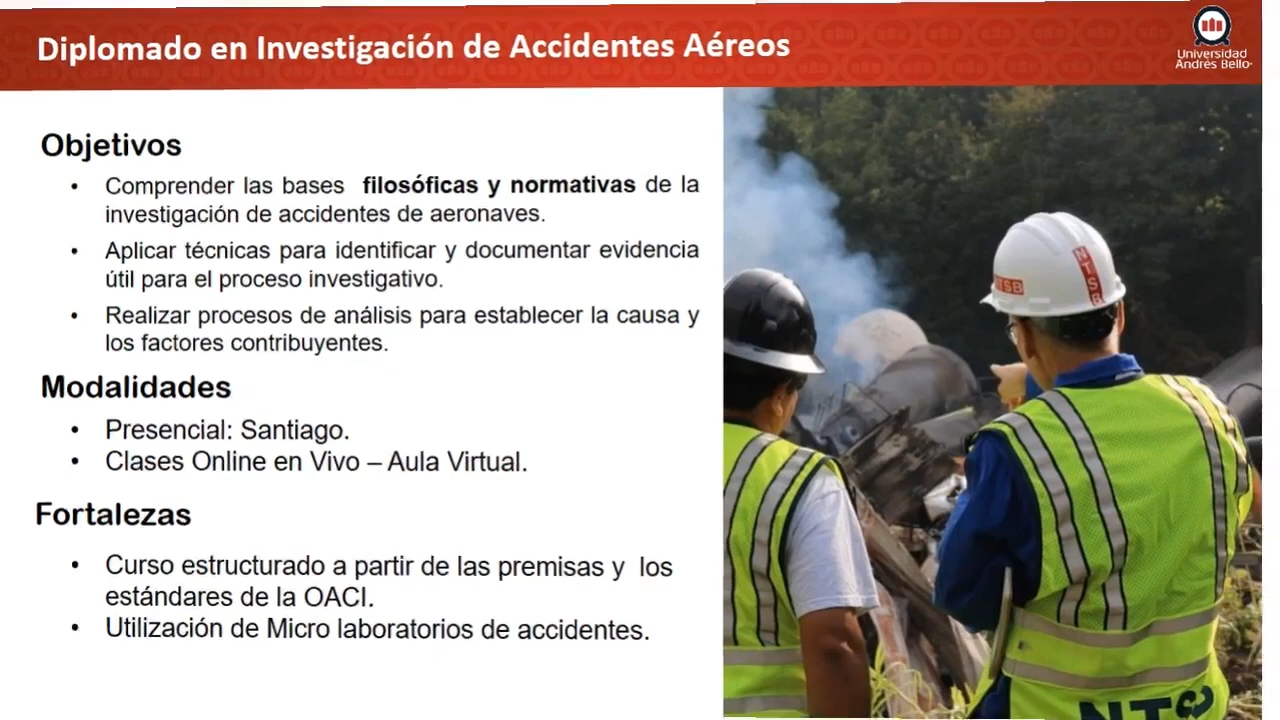 Diplomado en Investigación de Accidentes Aéreos
Universidad
Andrés Bello
Objetivos
• Comprender las bases filosóficas y normativas de la
investigación de accidentes de aeronaves.
• Aplicar técnicas para identificar y documentar evidencia
útil para el proceso investigativo.
• Realizar procesos de análisis para establecer la causa y
los factores contribuyentes.
Modalidades
• Presencial: Santiago.
• Clases Online en Vivo – Aula Virtual.
Fortalezas
• Curso estructurado a partir de las premisas y los
estándares de la OACI.
• Utilización de Micro laboratorios de accidentes.
NTSB
NTSB
NTSB